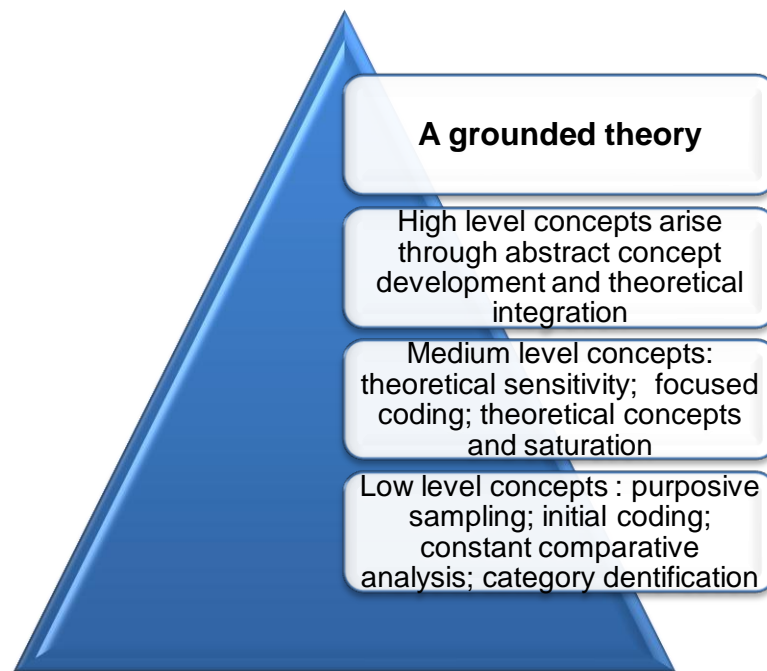 A grounded theory
High level concepts arise
through abstract concept
development and theoretical
integration
Medium level concepts:
theoretical sensitivity; focused
coding; theoretical concepts
and saturation
Low level concepts : purposive
sampling; initial coding;
constant comparative
analysis; category dentification